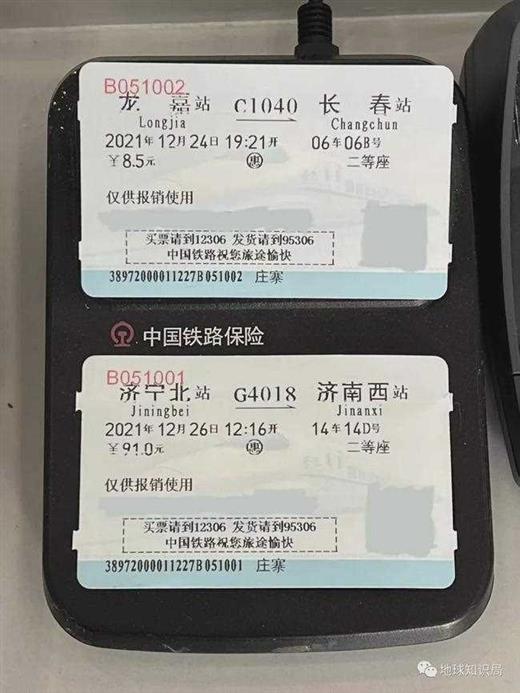 B051002
龙嘉站 C1040 长春站
Longjia Changchun
2021年12月24日19:21开 06车06B号
¥8.5元 惠 二等座
仅供报销使用
买票请到12306 发货请到95306
中国铁路祝您旅途愉快
38972000011227B051002 庄寨
中国铁路保险
B051001
济宁北站 G4018 济南西站
Jiningbei Jinanxi
2021年12月26日12:16开 14车14D号
¥91.0元 惠 二等座
仅供报销使用
买票请到12306 发货请到95306
中国铁路祝您旅途愉快
38972000011227B051001 庄寨
地球知识局